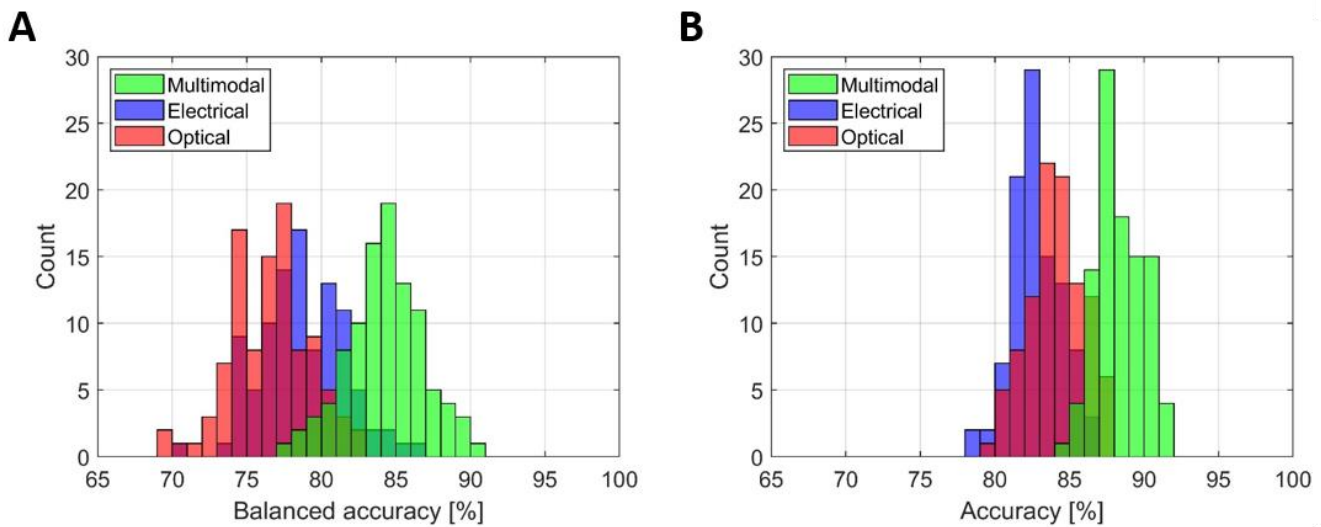 A
30
25
20
15
10
5
0
Count
Multimodal
Electrical
Optical
65 70 75 80 85 90 95 100
Balanced accuracy [%]
B
30
25
20
15
10
5
0
Count
Multimodal
Electrical
Optical
65 70 75 80 85 90 95 100
Accuracy [%]